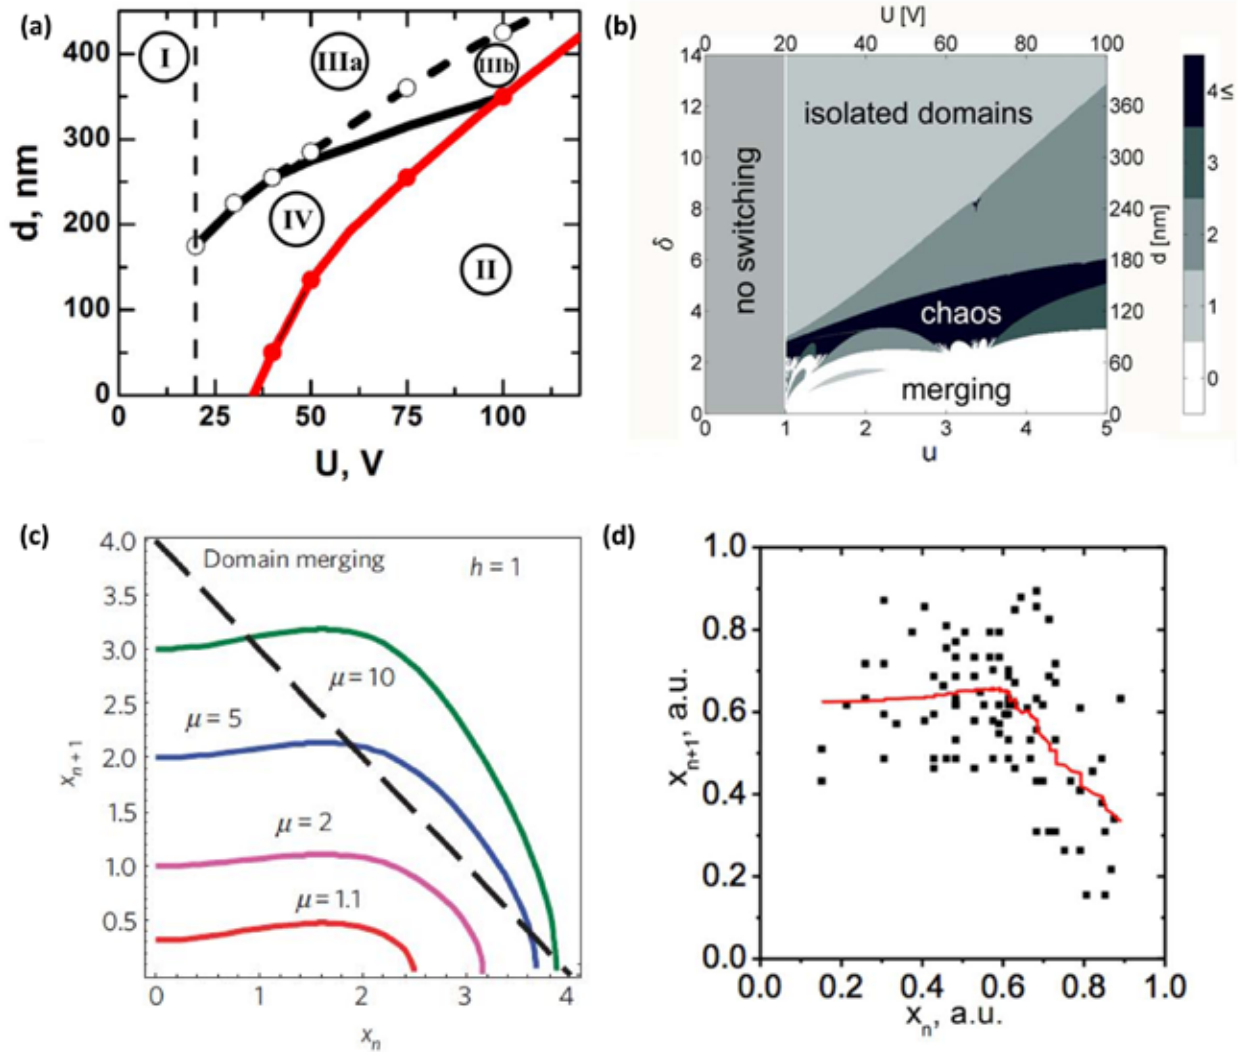 (a)
d, nm
400
300
200
100
0
I
IIIa
IIIb
IV
II
0 25 50 75 100
U, V
(b)
U [V]
0 20 40 60 80 100
δ
14
12
10
8
6
4
2
0
no switching
isolated domains
chaos
merging
360
300
240
180
120
60
0
d [nm]
≥4
3
2
1
0
0 1 2 3 4 5
u
(c)
x n+1
4.0
3.5
3.0
2.5
2.0
1.5
1.0
0.5
Domain merging
h = 1
μ = 10
μ = 5
μ = 2
μ = 1.1
0 1 2 3 4
x n
(d)
x n+1, a.u.
1.0
0.8
0.6
0.4
0.2
0.0
0.0 0.2 0.4 0.6 0.8 1.0
x n, a.u.